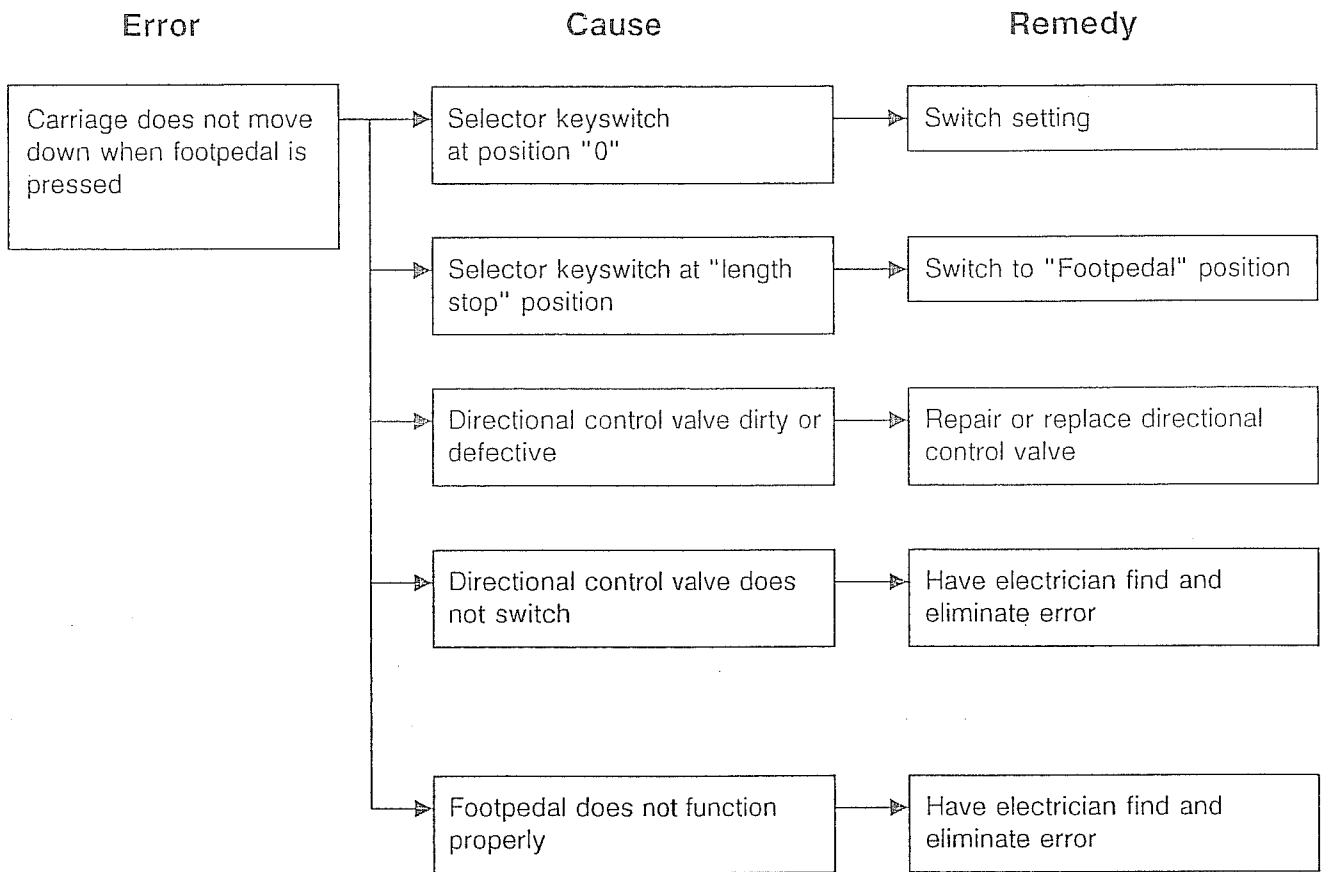 Error
Cause
Remedy
Carriage does not move
down when footpedal is
pressed
Selector keyswitch
at position "0"
Switch setting
Selector keyswitch at "length
stop" position
Switch to "Footpedal" position
Directional control valve dirty or
defective
Repair or replace directional
control valve
Directional control valve does
not switch
Have electrician find and
eliminate error
Footpedal does not function
properly
Have electrician find and
eliminate error